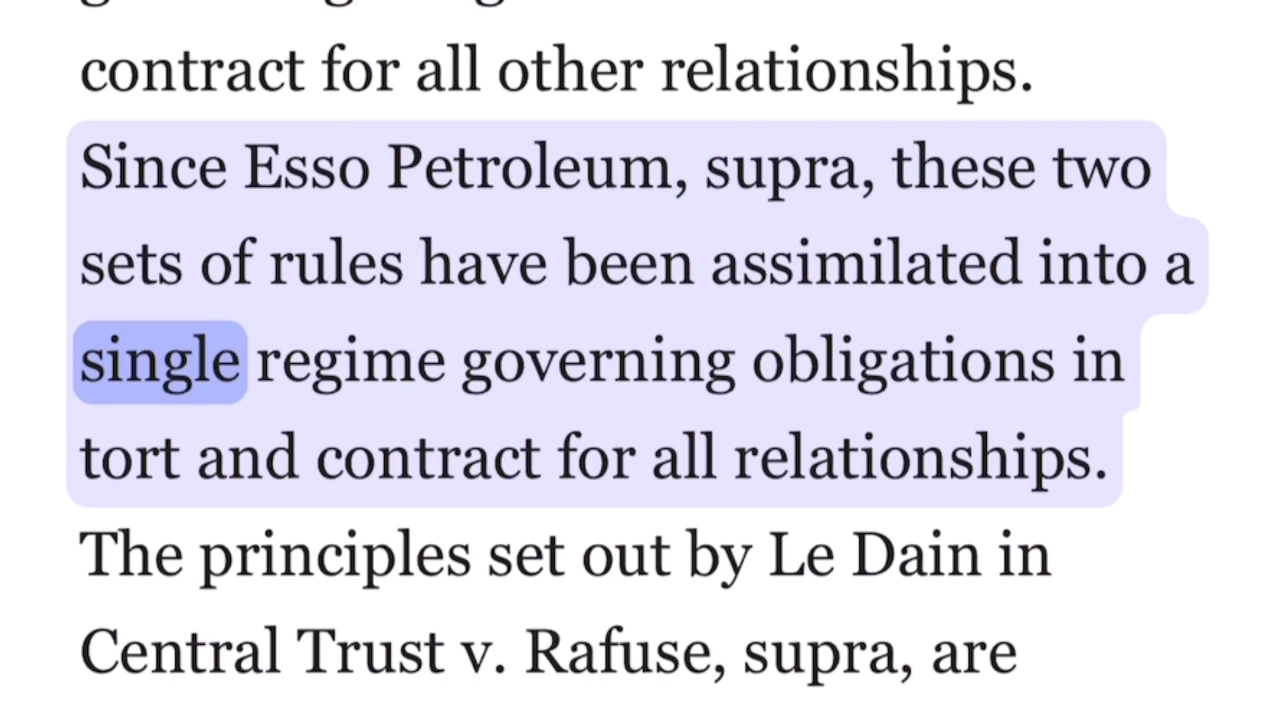 contract for all other relationships.
Since Esso Petroleum, supra, these two
sets of rules have been assimilated into a
single regime governing obligations in
tort and contract for all relationships.
The principles set out by Le Dain in
Central Trust v. Rafuse, supra, are